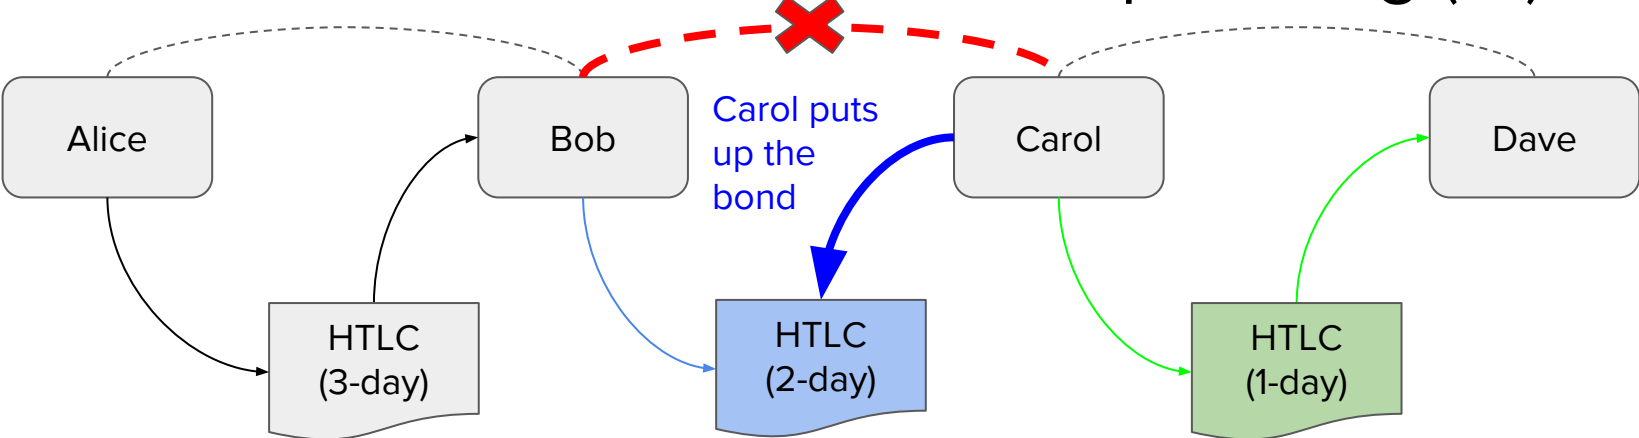 Alice
Bob
Carol puts
up the
bond
Carol
Dave
HTLC
(3-day)
HTLC
(2-day)
HTLC
(1-day)